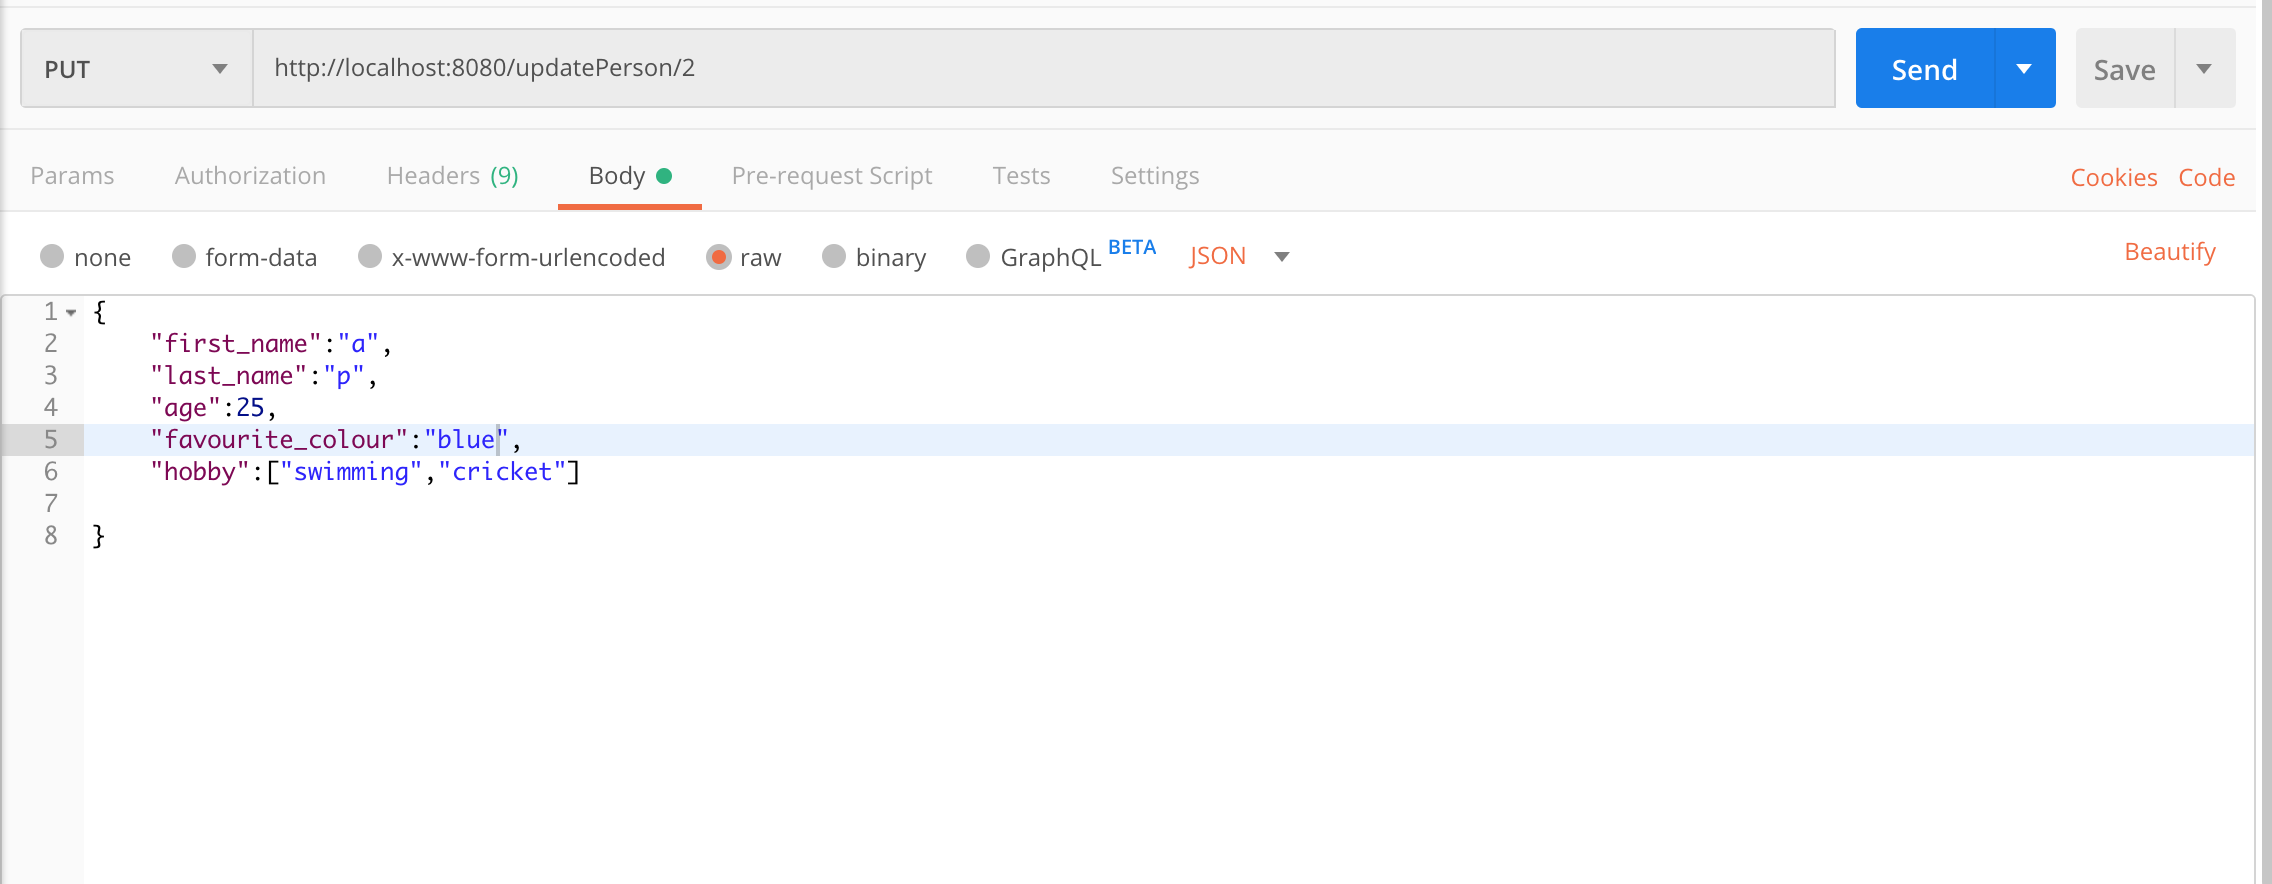 PUT http://localhost:8080/updatePerson/2 Send Save
Params Authorization Headers (9) Body Pre-request Script Tests Settings Cookies Code
none form-data x-www-form-urlencoded raw binary GraphQL BETA JSON Beautify
1 {
2 "first_name":"a",
3 "last_name":"p",
4 "age":25,
5 "favourite_colour":"blue",
6 "hobby":["swimming","cricket"]
7
8 }